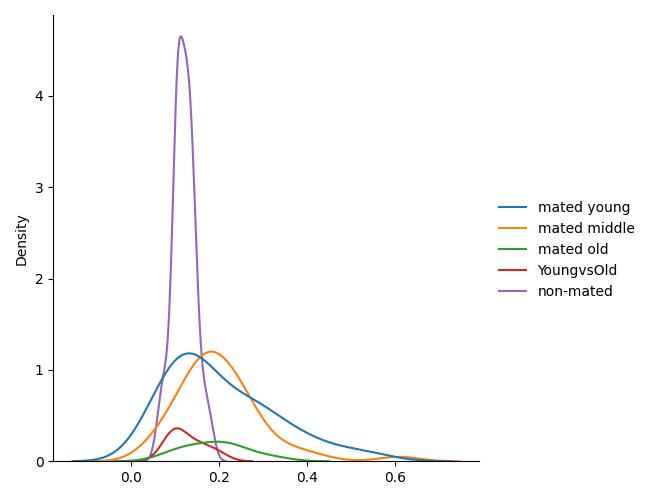 Density
4
3
2
1
0
0.0 0.2 0.4 0.6
mated young
mated middle
mated old
YoungvsOld
non-mated